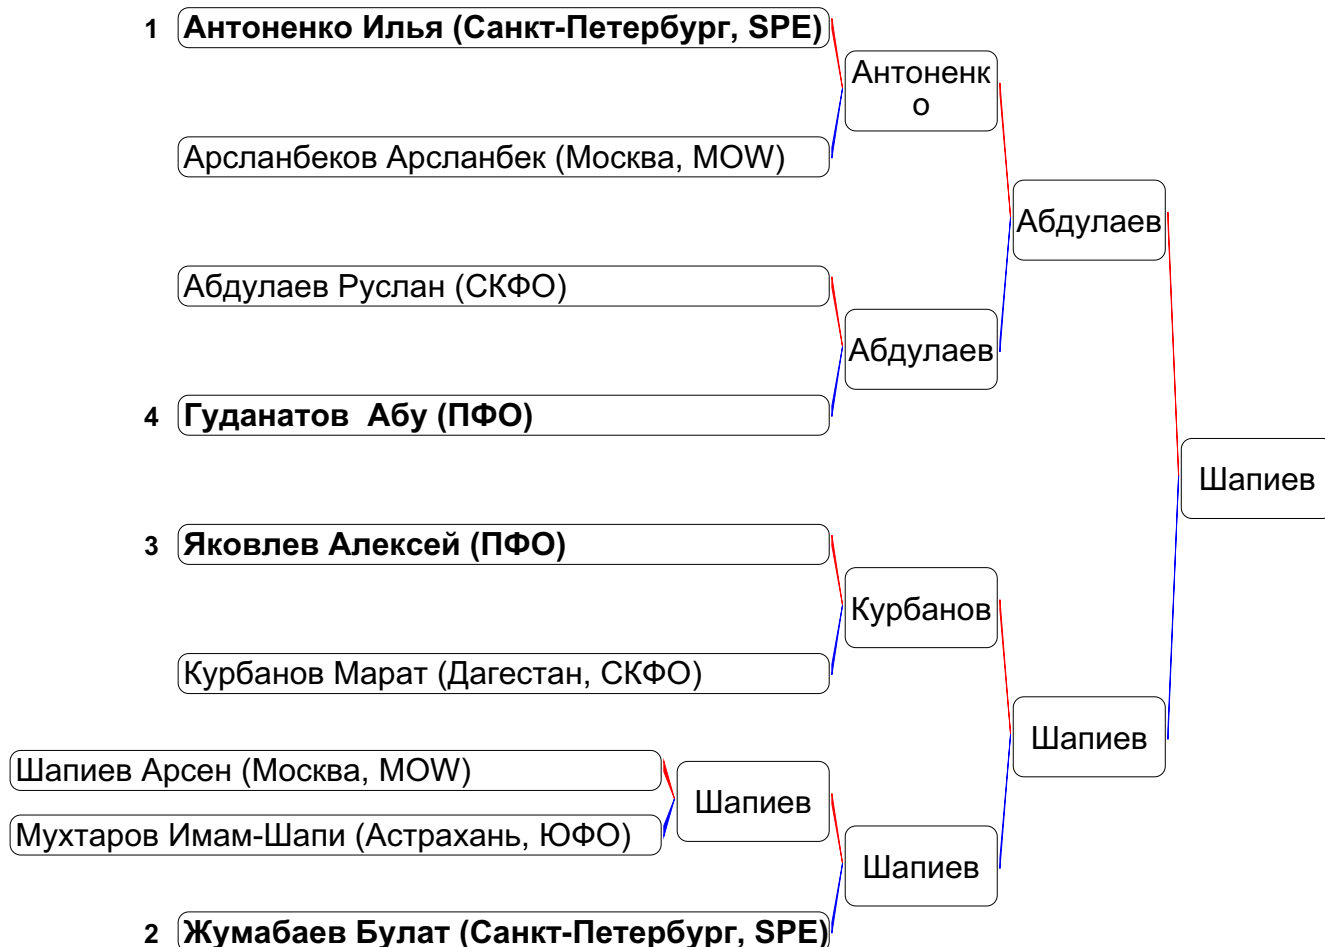 1 Антоненко Илья (Санкт-Петербург, SPE)
Антоненк
о
Арсланбеков Арсланбек (Москва, MOW)
Абдулаев
Абдулаев Руслан (СКФО)
Абдулаев
4 Гуданатов  Абу (ПФО)
Шапиев
3 Яковлев Алексей (ПФО)
Курбанов
Курбанов Марат (Дагестан, СКФО)
Шапиев
Шапиев Арсен (Москва, MOW)
Шапиев
Мухтаров Имам-Шапи (Астрахань, ЮФО)
Шапиев
2 Жумабаев Булат (Санкт-Петербург, SPE)